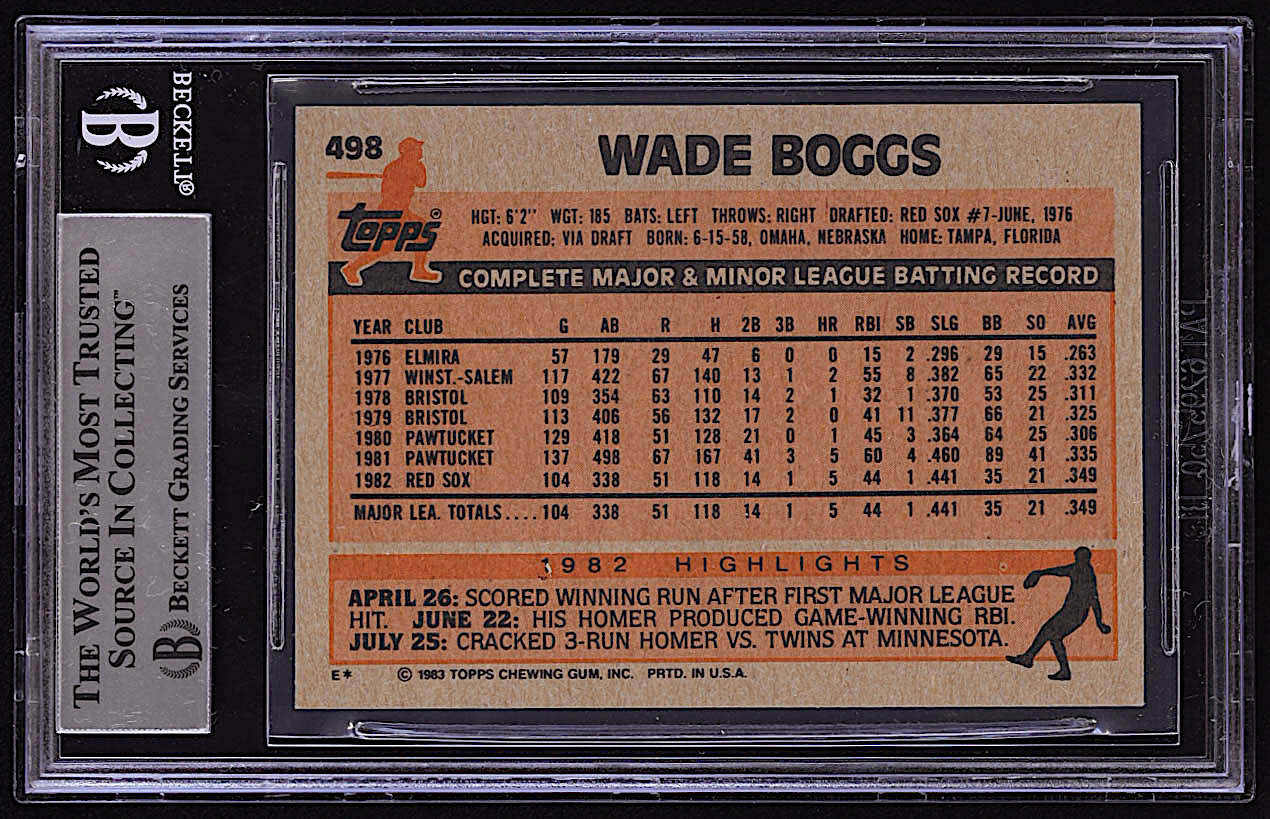 BECKETT®
B
THE WORLD'S MOST TRUSTED
SOURCE IN COLLECTING™
B BECKETT GRADING SERVICES
498
WADE BOGGS
topps®
HGT: 6'2" WGT: 185 BATS: LEFT THROWS: RIGHT DRAFTED: RED SOX #7-JUNE, 1976
ACQUIRED: VIA DRAFT BORN: 6-15-58, OMAHA, NEBRASKA HOME: TAMPA, FLORIDA
COMPLETE MAJOR & MINOR LEAGUE BATTING RECORD
YEAR CLUB G AB R H 2B 3B HR RBI SB SLG BB SO AVG
1976 ELMIRA 57 179 29 47 6 0 0 15 2 .296 29 15 .263
1977 WINST.-SALEM 117 422 67 140 13 1 2 55 8 .382 65 22 .332
1978 BRISTOL 109 354 63 110 14 2 1 32 1 .370 53 25 .311
1979 BRISTOL 113 406 56 132 17 2 0 41 11 .377 66 21 .325
1980 PAWTUCKET 129 418 51 128 21 0 1 45 3 .364 64 25 .306
1981 PAWTUCKET 137 498 67 167 41 3 5 60 4 .460 89 41 .335
1982 RED SOX 104 338 51 118 14 1 5 44 1 .441 35 21 .349
MAJOR LEA. TOTALS....104 338 51 118 14 1 5 44 1 .441 35 21 .349
1982 HIGHLIGHTS
APRIL 26: SCORED WINNING RUN AFTER FIRST MAJOR LEAGUE
HIT. JUNE 22: HIS HOMER PRODUCED GAME-WINNING RBI.
JULY 25: CRACKED 3-RUN HOMER VS. TWINS AT MINNESOTA.
E* © 1983 TOPPS CHEWING GUM, INC. PRTD. IN U.S.A.